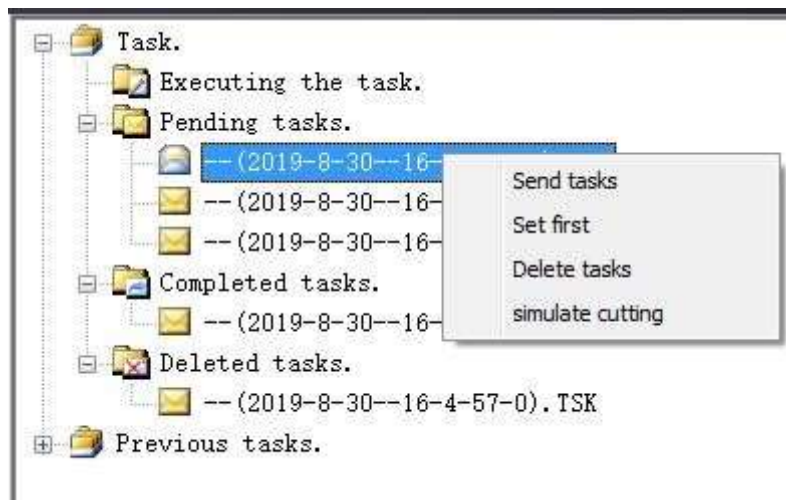 Task.
Executing the task.
Pending tasks.
--(2019-8-30--16-
Send tasks
--(2019-8-30--16-
Set first
--(2019-8-30--16-
Delete tasks
Completed tasks.
simulate cutting
--(2019-8-30--16-
Deleted tasks.
--(2019-8-30--16-4-57-0).TSK
Previous tasks.